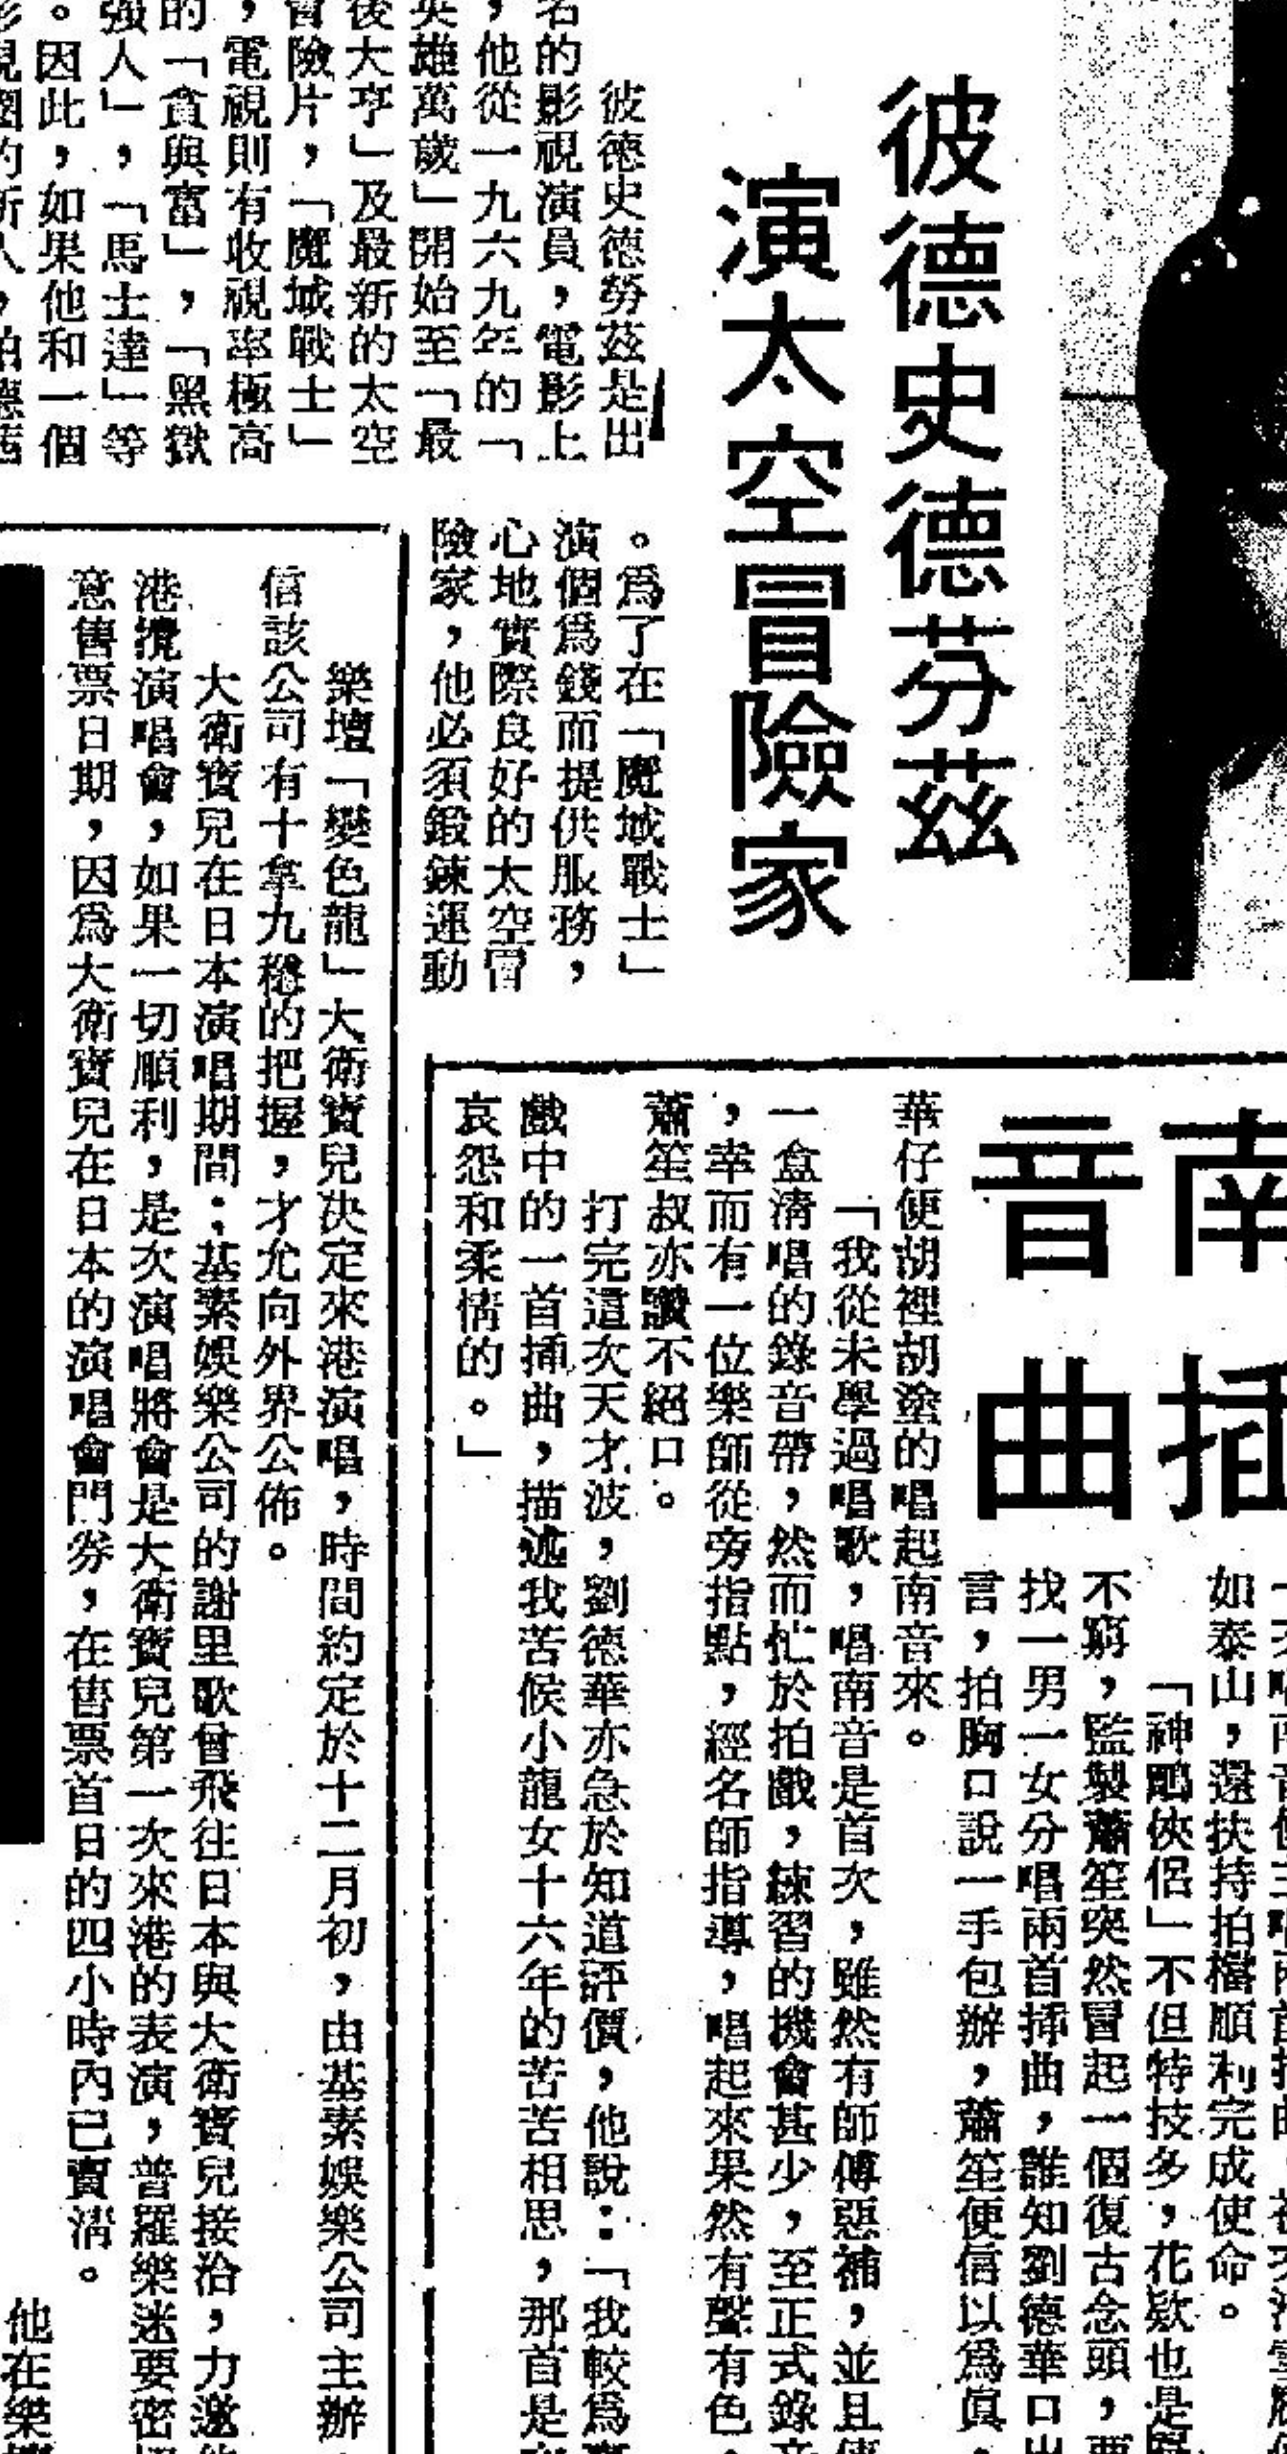 彼德史德芬茲
演太空冒險家
彼德史德勞茲是出
名的影視演員，電影上
，他從一九六九年的「
英雄萬歲」開始至「最
後大亨」及最新的太空
冒險片，「魔城戰士」
，電視則有收視率極高
的「貪與富」，「黑獄
強人」，「馬士達」等
。因此，如果他和一個
。爲了在「魔城戰士」
演個爲錢而提供服務，
心地實際良好的太空冒
險家，他必須鍛鍊運動
南
音
插
曲
如泰山，還扶持拍檔順利完成使命。
「神鵰俠侶」不但特技多，花款也是
不窮，監製蕭笙突然冒起一個復古念頭，要
找一男一女分唱兩首揷曲，誰知劉德華口出
言，拍胸口說一手包辦，蕭笙便信以爲眞，
華仔便胡裡胡塗的唱起南音來。
「我從未學過唱歌，唱南音是首次，雖然有師傅惡補，並且
一盒淸唱的錄音帶，然而忙於拍戲，練習的機會甚少，至正式錄音
，幸而有一位樂師從旁指點，經名師指導，唱起來果然有聲有色，
蕭笙叔亦讚不絕口。
打完這次天才波，劉德華亦急於知道評價，他說：「我較爲
戲中的一首揷曲，描述我苦候小龍女十六年的苦苦相思，那首是
哀怨和柔情的。」
樂壇「變色龍」大衛寶兒決定來港演唱，時間約定於十二月初，由基素娛樂公司主辦，
信該公司有十拿九穩的把握，才允向外界公佈。
大衛寶兒在日本演唱期間；基素娛樂公司的謝里歌曾飛往日本與大衛寶兒接洽，力邀
港攪演唱會，如果一切順利，是次演唱將會是大衛寶兒第一次來港的表演，普羅樂迷要密
意售票日期，因爲大衛寶兒在日本的演唱會門券，在售票首日的四小時內已賣淸。
他在樂壇